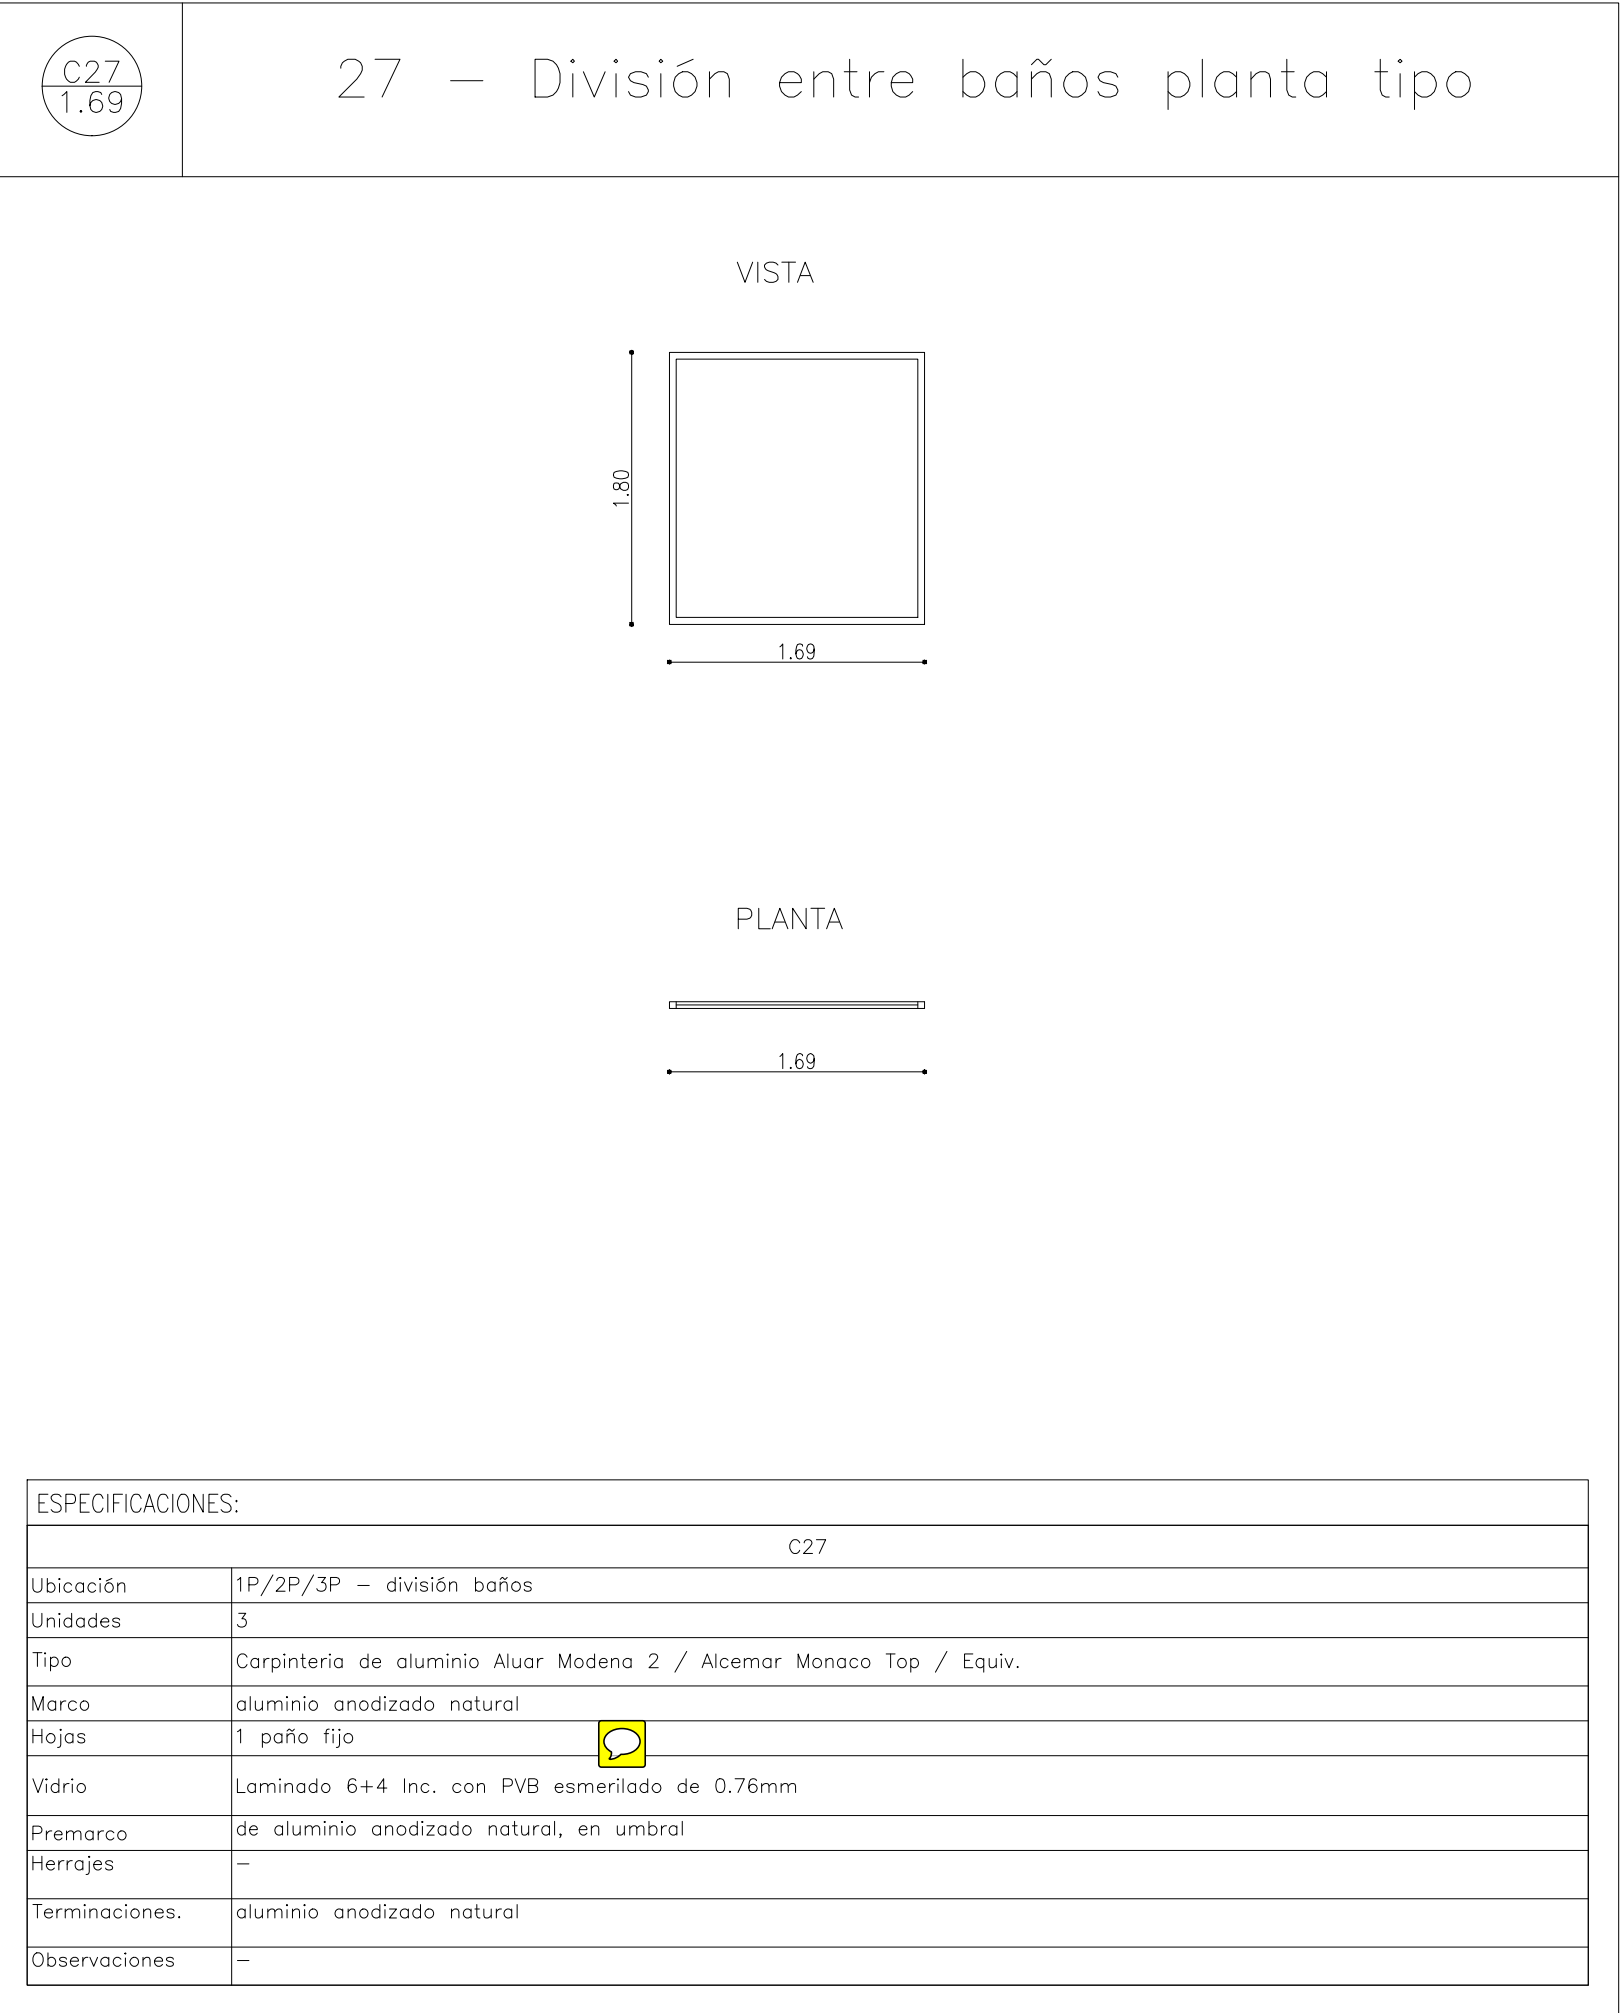 C27
1.69
27 – División entre baños planta tipo
VISTA
1.80
1.69
PLANTA
1.69
ESPECIFICACIONES:
C27
Ubicación 1P/2P/3P – división baños
Unidades 3
Tipo Carpinteria de aluminio Aluar Modena 2 / Alcemar Monaco Top / Equiv.
Marco aluminio anodizado natural
Hojas 1 paño fijo
Vidrio Laminado 6+4 Inc. con PVB esmerilado de 0.76mm
Premarco de aluminio anodizado natural, en umbral
Herrajes –
Terminaciones. aluminio anodizado natural
Observaciones –